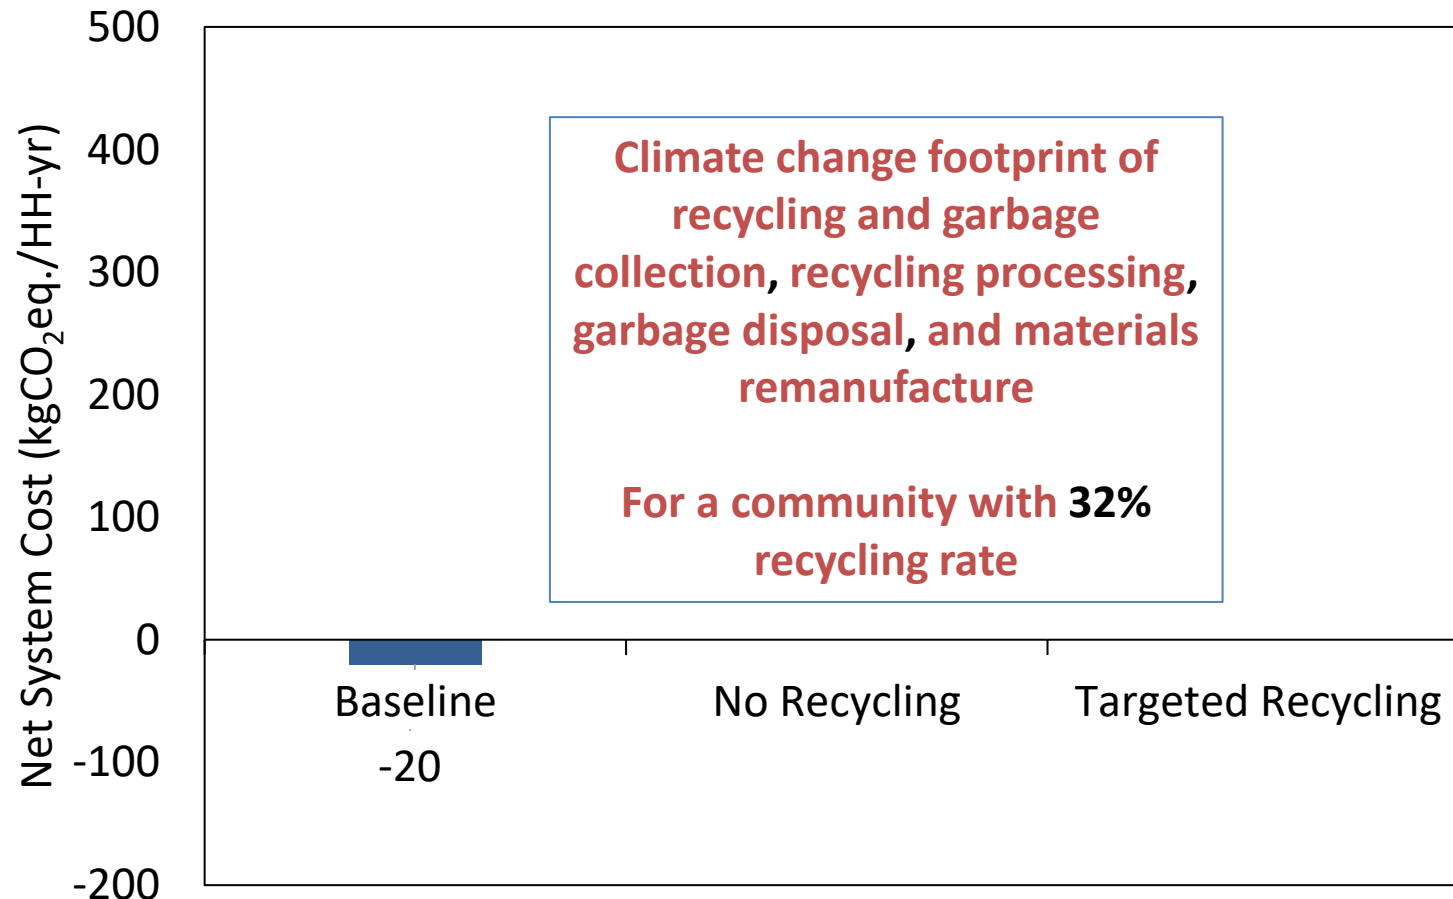 Net System Cost (kgCO₂eq./HH-yr)
500
400
300
200
100
0
-100
-200
Climate change footprint of
recycling and garbage
collection, recycling processing,
garbage disposal, and materials
remanufacture
For a community with 32%
recycling rate
Baseline
No Recycling
Targeted Recycling
-20